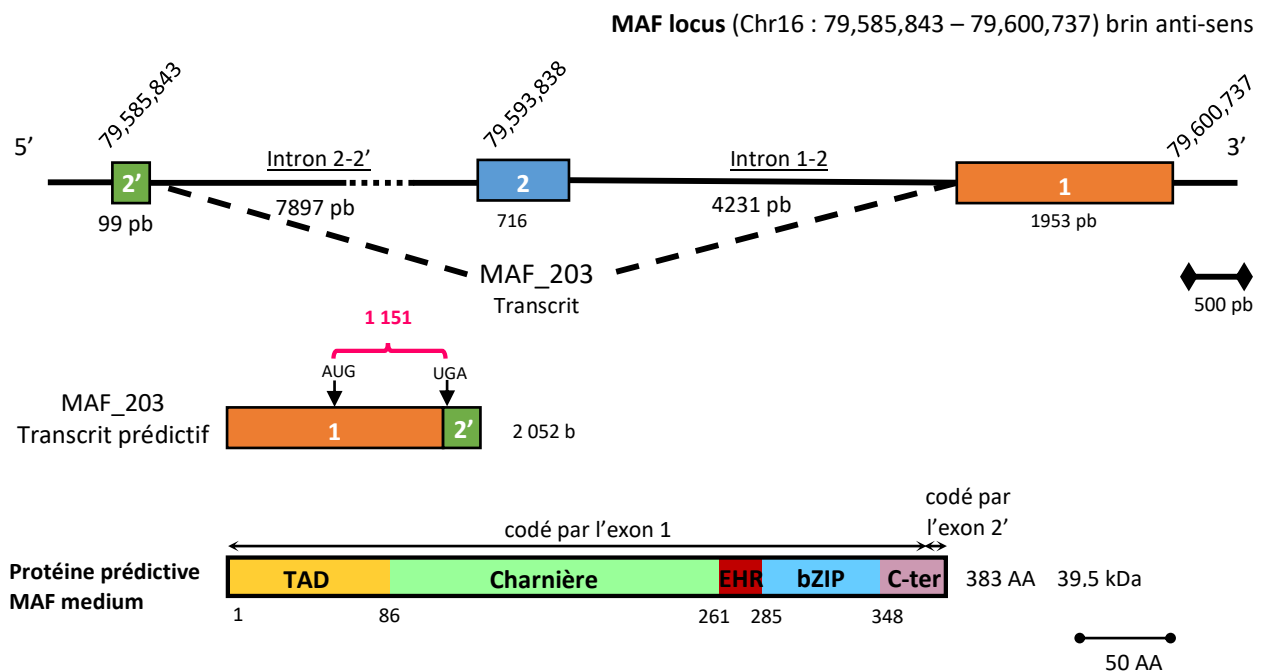 MAF locus (Chr16 : 79,585,843 – 79,600,737) brin anti-sens
79,585,843
79,593,838
79,600,737
5’
3’
Intron 2-2’
Intron 1-2
2’
2
1
99 pb
7897 pb
716
4231 pb
1953 pb
MAF_203
Transcrit
500 pb
1 151
AUG
UGA
MAF_203
Transcrit prédictif
1
2’
2 052 b
codé par l’exon 1
codé par
l’exon 2’
Protéine prédictive
MAF medium
TAD
Charnière
EHR
bZIP
C-ter
383 AA
39,5 kDa
1
86
261
285
348
50 AA